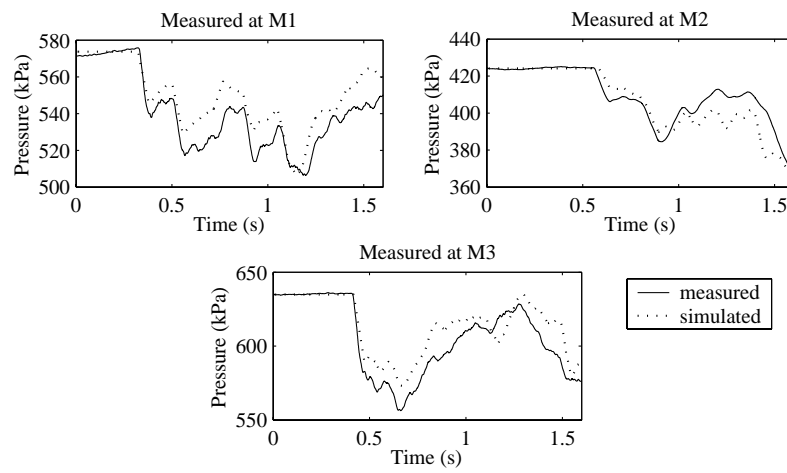 Measured at M1
580
560
540
520
500
Pressure (kPa)
0
0.5
1
1.5
Time (s)
Measured at M2
440
420
400
380
360
Pressure (kPa)
0
0.5
1
1.5
Time (s)
Measured at M3
650
600
550
Pressure (kPa)
0
0.5
1
1.5
Time (s)
measured
simulated